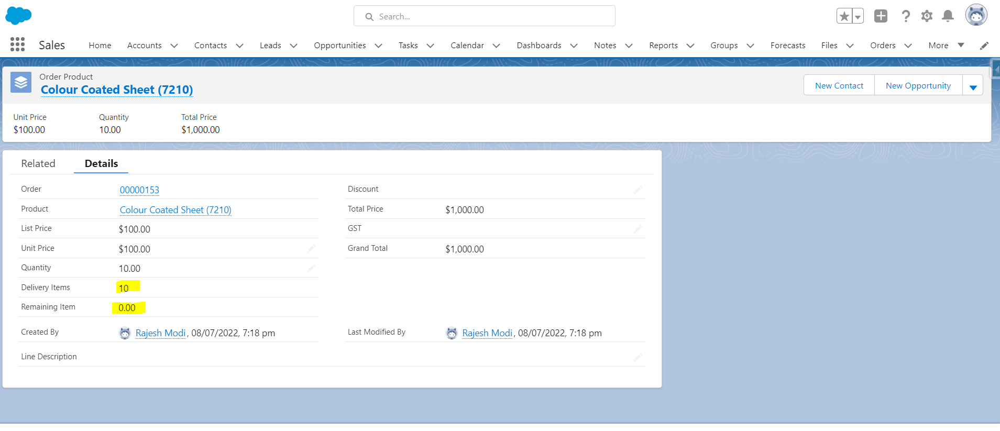 Search...
Sales Home Accounts Contacts Leads Opportunities Tasks Calendar Dashboards Notes Reports Groups Forecasts Files Orders More
Order Product
Colour Coated Sheet (7210)
New Contact New Opportunity
Unit Price Quantity Total Price
$100.00 10.00 $1,000.00
Related Details
Order 00000153 Discount
Product Colour Coated Sheet (7210) Total Price $1,000.00
List Price $100.00 GST
Unit Price $100.00 Grand Total $1,000.00
Quantity 10.00
Delivery Items 10
Remaining Item 0.00
Created By Rajesh Modi, 08/07/2022, 7:18 pm Last Modified By Rajesh Modi, 08/07/2022, 7:18 pm
Line Description